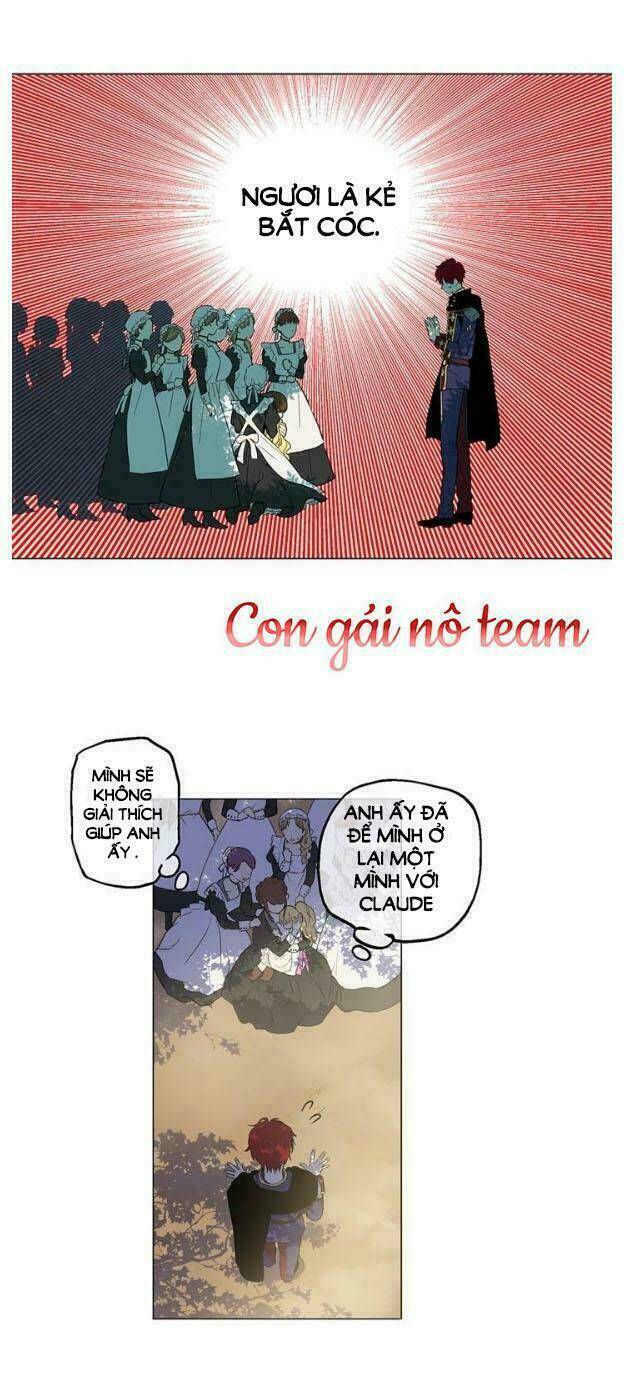 NGƯƠI LÀ KẺ
BẮT CÓC.
Con gái nô team
MÌNH SẼ
KHÔNG
GIẢI THÍCH
GIÚP ANH
ẤY .
ANH ẤY ĐÃ
ĐỂ MÌNH Ở
LẠI MỘT
MÌNH VỚI
CLAUDE